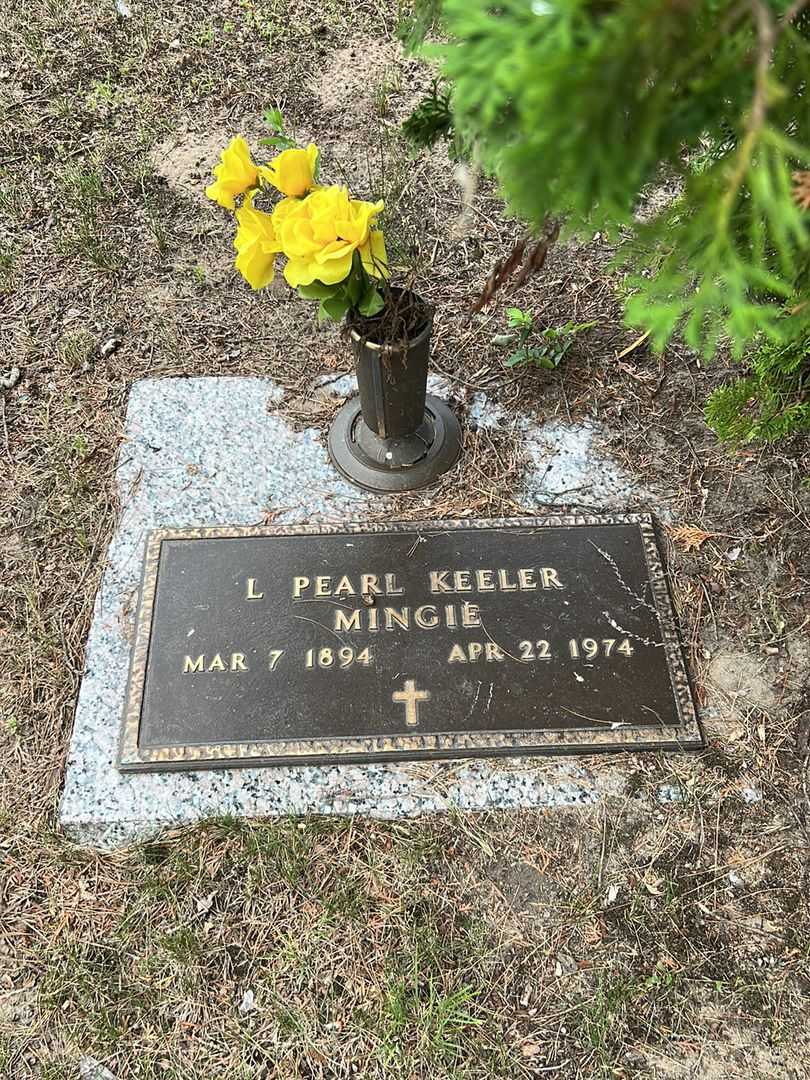 L PEARL KEELER
MINGIE
MAR 7 1894 APR 22 1974